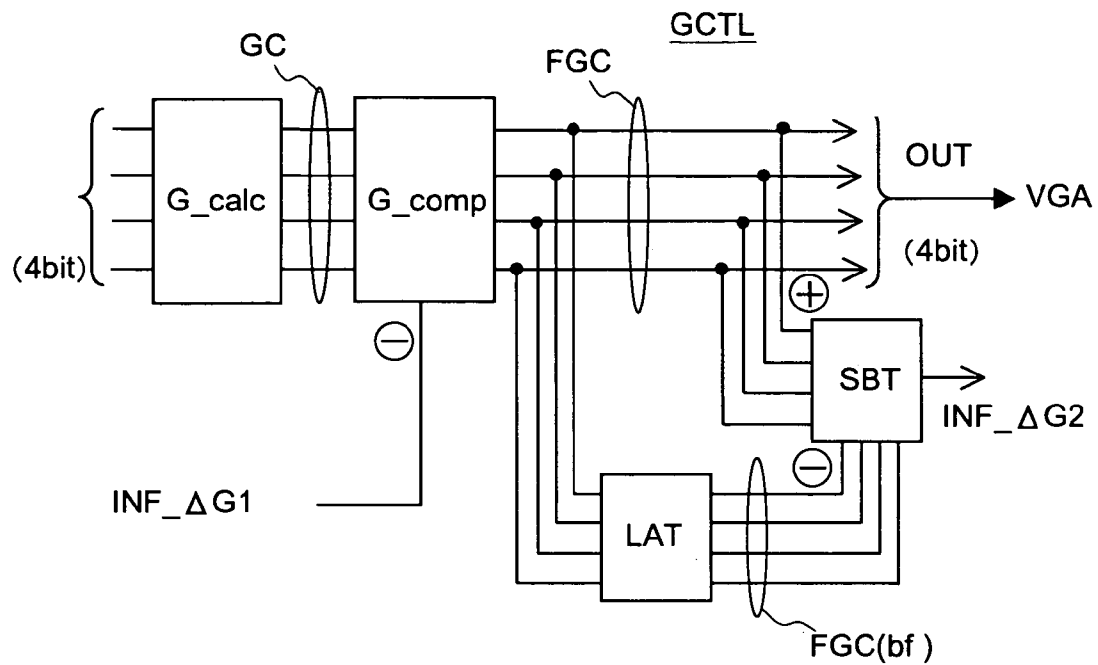 GCTL
GC
FGC
G_calc
G_comp
OUT
VGA
(4bit)
(4bit)
+
−
SBT
INF_ΔG2
INF_ΔG1
−
LAT
FGC(bf )